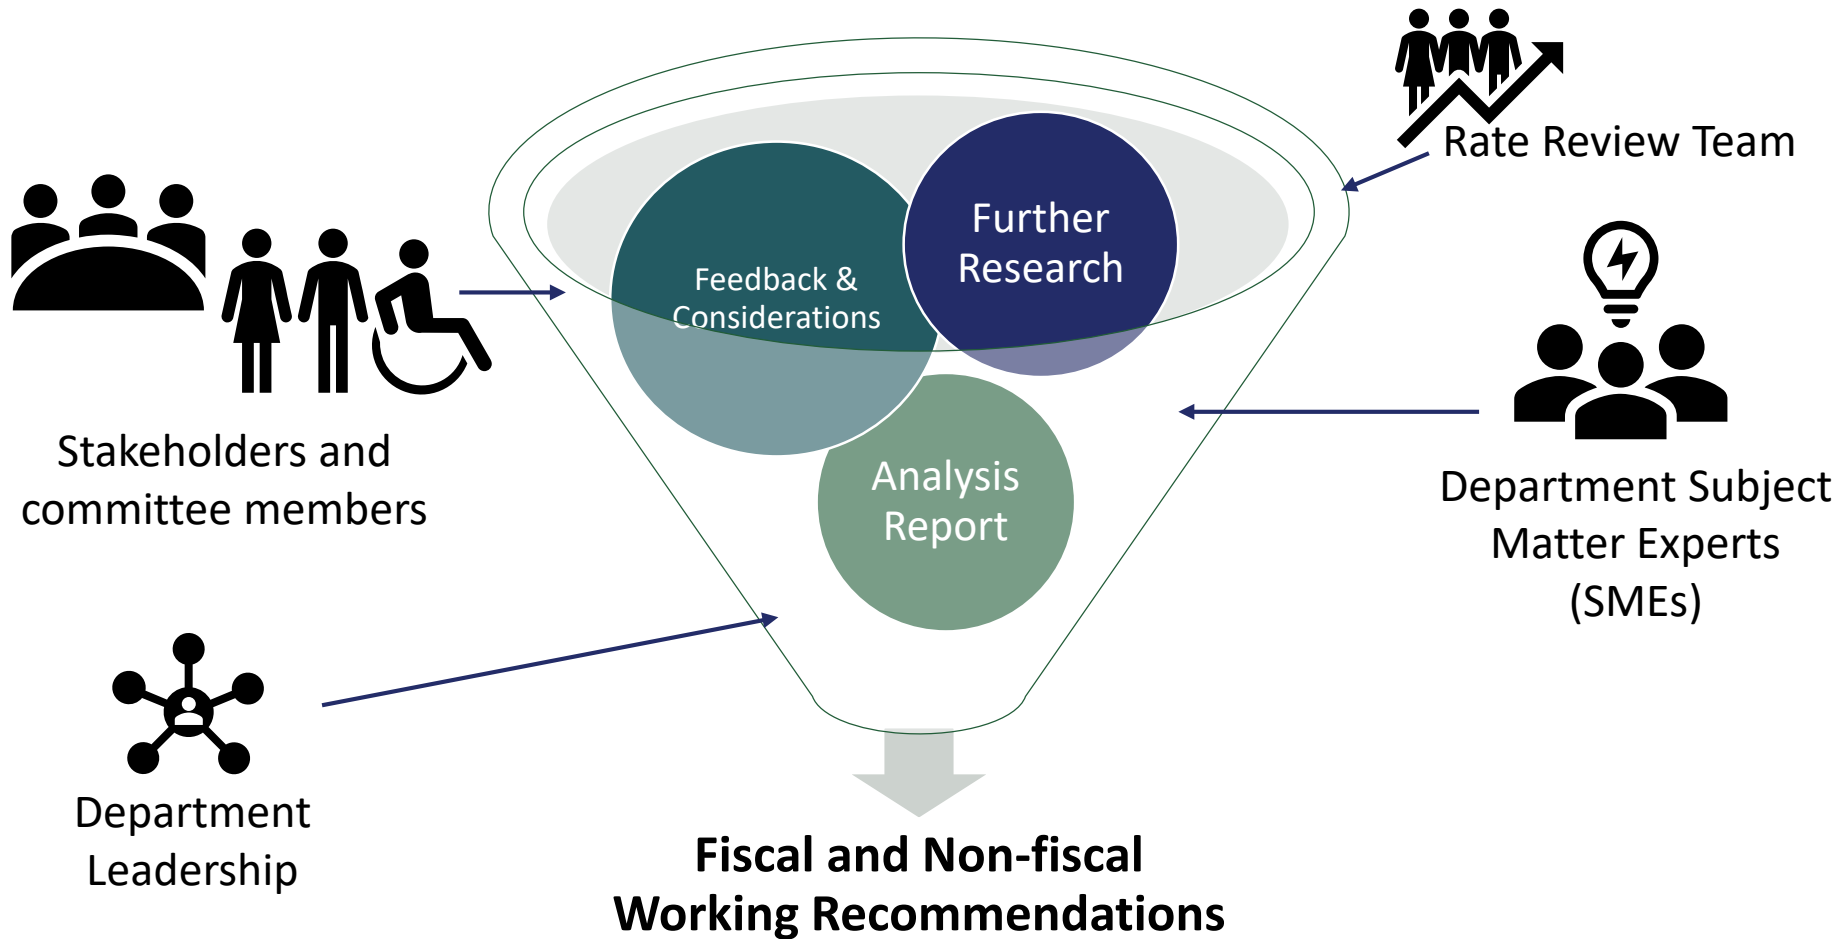 Rate Review Team
Further
Research
Feedback &
Considerations
Stakeholders and
committee members
Analysis
Report
Department Subject
Matter Experts
(SMEs)
Department
Leadership
Fiscal and Non-fiscal
Working Recommendations